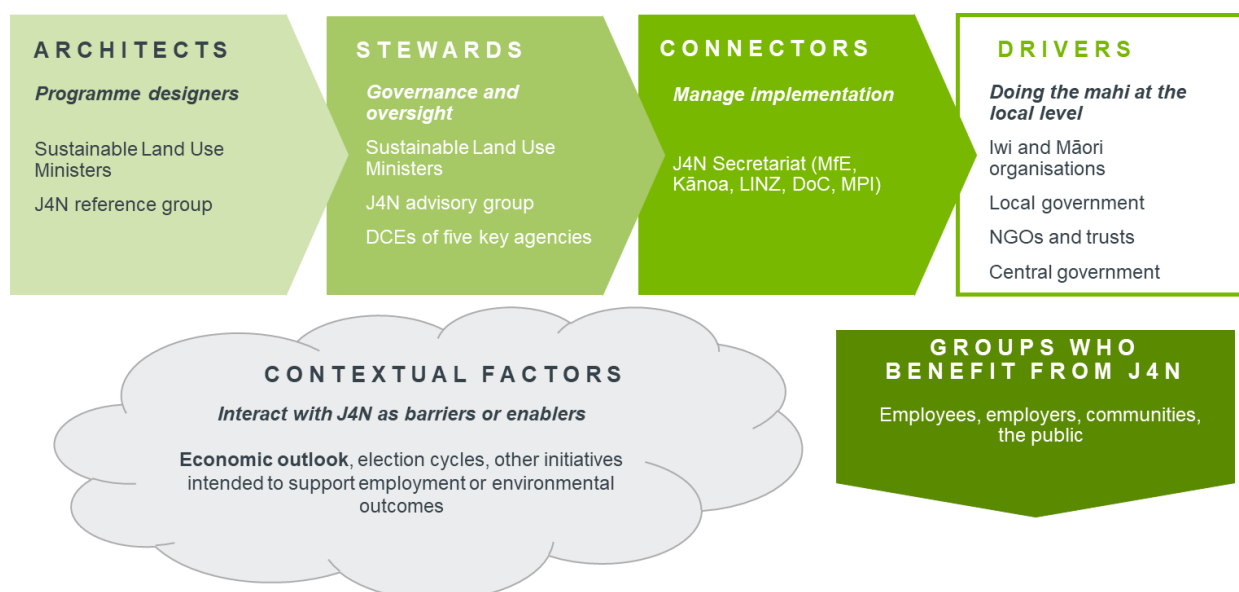 ARCHITECTS
Programme designers
Sustainable Land Use
Ministers
J4N reference group
STEWARDS
Governance and
oversight
Sustainable Land Use
Ministers
J4N advisory group
DCEs of five key agencies
CONNECTORS
Manage implementation
J4N Secretariat (MfE,
Kānoa, LINZ, DoC, MPI)
DRIVERS
Doing the mahi at the
local level
Iwi and Māori
organisations
Local government
NGOs and trusts
Central government
CONTEXTUAL FACTORS
Interact with J4N as barriers or enablers
Economic outlook, election cycles, other initiatives
intended to support employment or environmental
outcomes
GROUPS WHO
BENEFIT FROM J4N
Employees, employers, communities,
the public